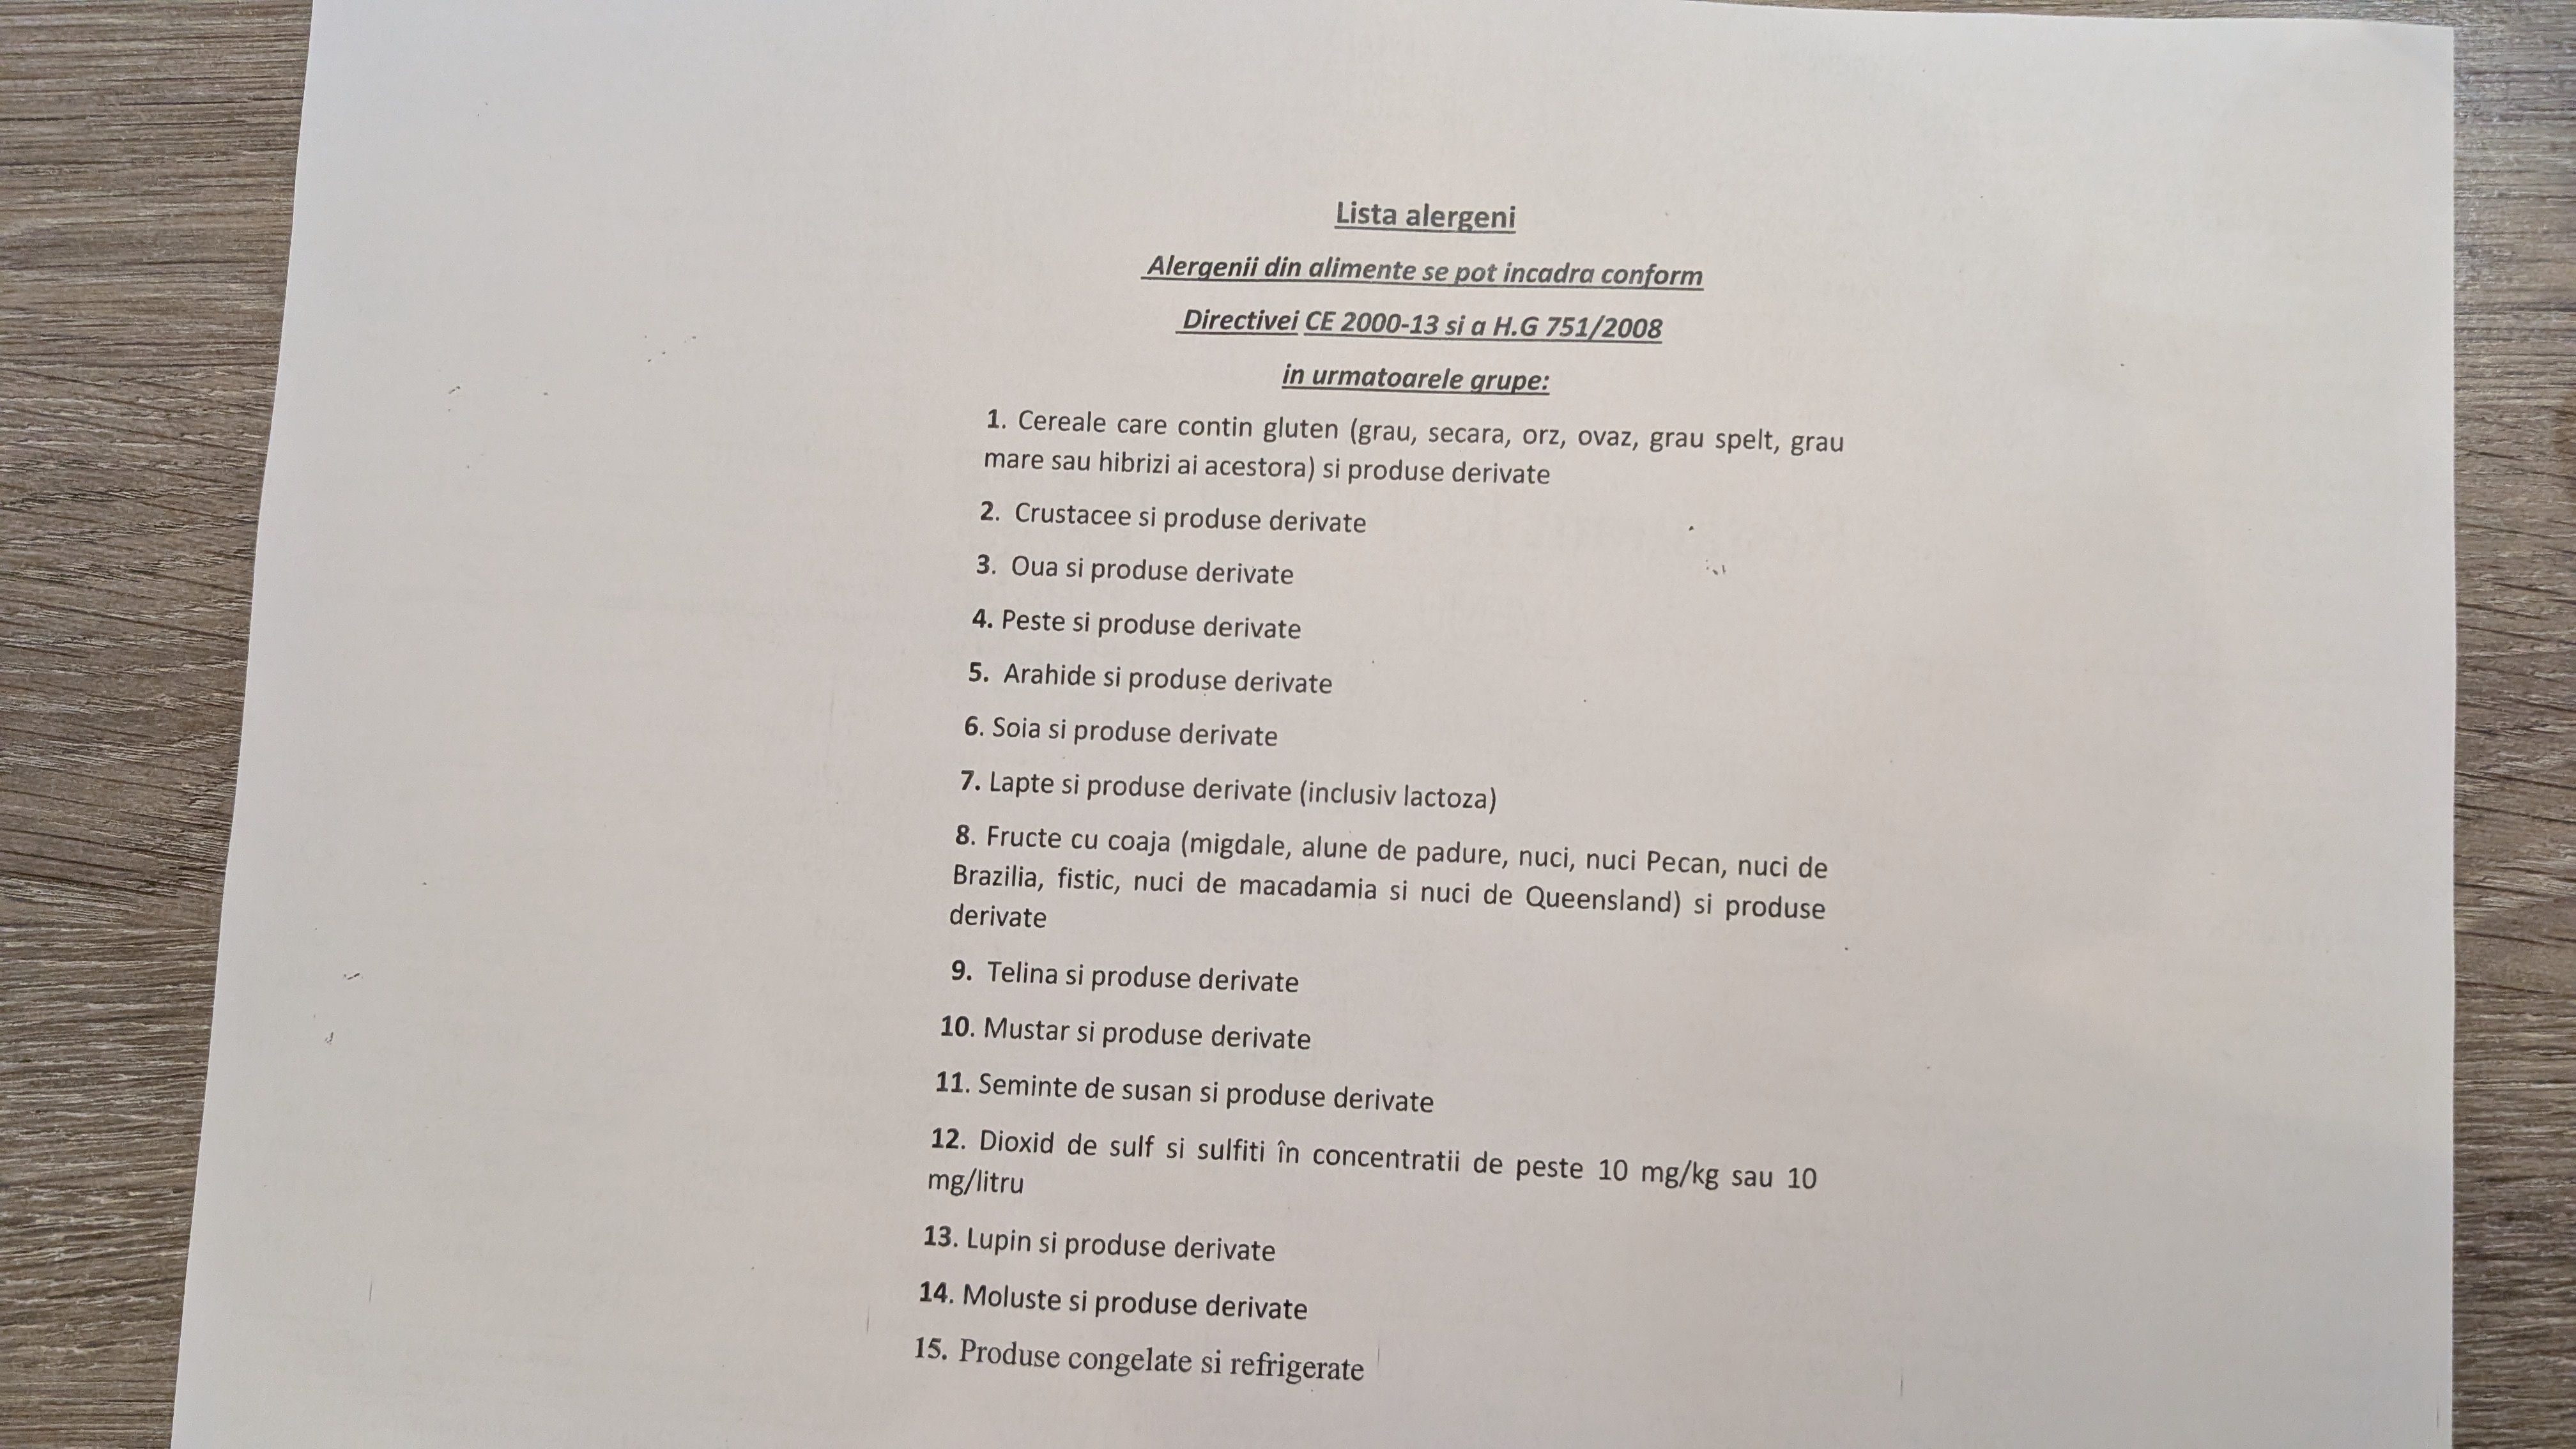 Lista alergeni
Alergenii din alimente se pot incadra conform
Directivei CE 2000-13 si a H.G 751/2008
in urmatoarele grupe:
1. Cereale care contin gluten (grau, secara, orz, ovaz, grau spelt, grau
mare sau hibrizi ai acestora) si produse derivate
2. Crustacee si produse derivate
3. Oua si produse derivate
4. Peste si produse derivate
5. Arahide si produse derivate
6. Soia si produse derivate
7. Lapte si produse derivate (inclusiv lactoza)
8. Fructe cu coaja (migdale, alune de padure, nuci, nuci Pecan, nuci de
Brazilia, fistic, nuci de macadamia si nuci de Queensland) si produse
derivate
9. Telina si produse derivate
10. Mustar si produse derivate
11. Seminte de susan si produse derivate
12. Dioxid de sulf si sulfiti în concentratii de peste 10 mg/kg sau 10
mg/litru
13. Lupin si produse derivate
14. Moluste si produse derivate
15. Produse congelate si refrigerate